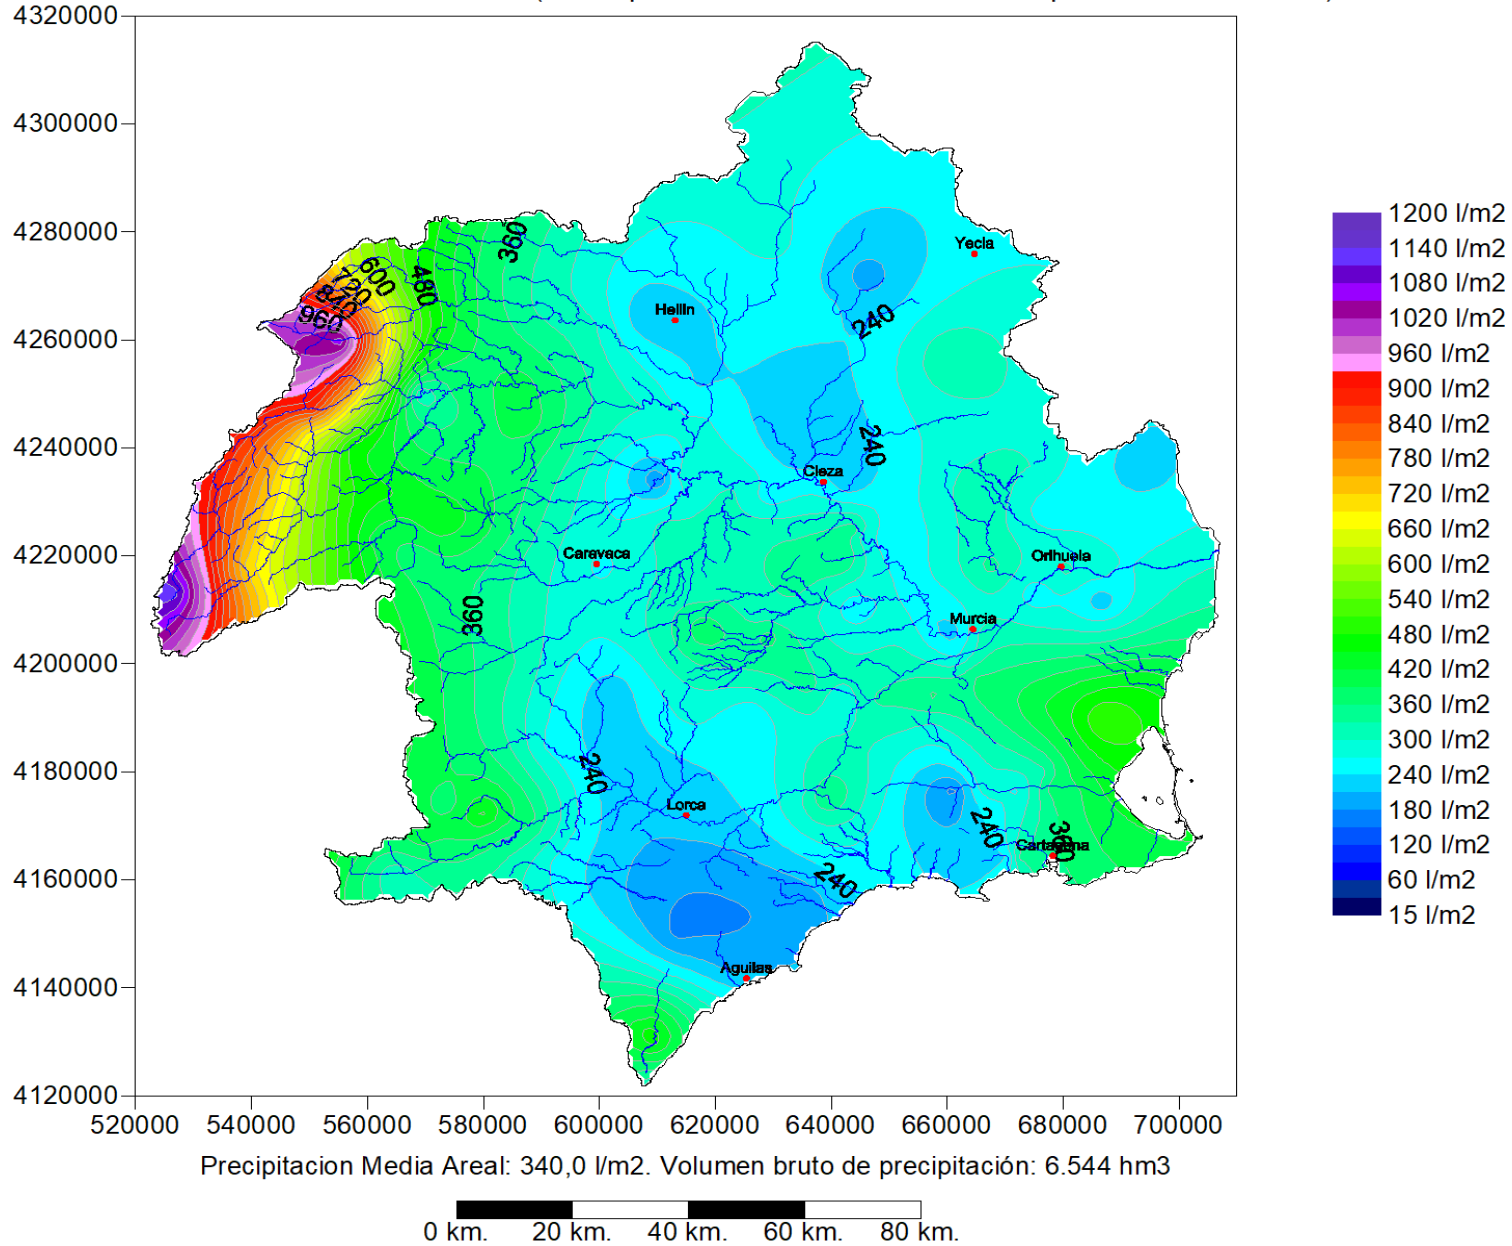 4320000
4300000
4280000
4260000
4240000
4220000
4200000
4180000
4160000
4140000
4120000
520000 540000 560000 580000 600000 620000 640000 660000 680000 700000
360
600
720
840
960
480
Yecla
Hellin
240
240
Cieza
Caravaca
Orihuela
360
Murcia
240
Lorca
240
360
Cartagena
240
Aguilas
1200 l/m2
1140 l/m2
1080 l/m2
1020 l/m2
960 l/m2
900 l/m2
840 l/m2
780 l/m2
720 l/m2
660 l/m2
600 l/m2
540 l/m2
480 l/m2
420 l/m2
360 l/m2
300 l/m2
240 l/m2
180 l/m2
120 l/m2
60 l/m2
15 l/m2
Precipitacion Media Areal: 340,0 l/m2. Volumen bruto de precipitación: 6.544 hm3
0 km. 20 km. 40 km. 60 km. 80 km.